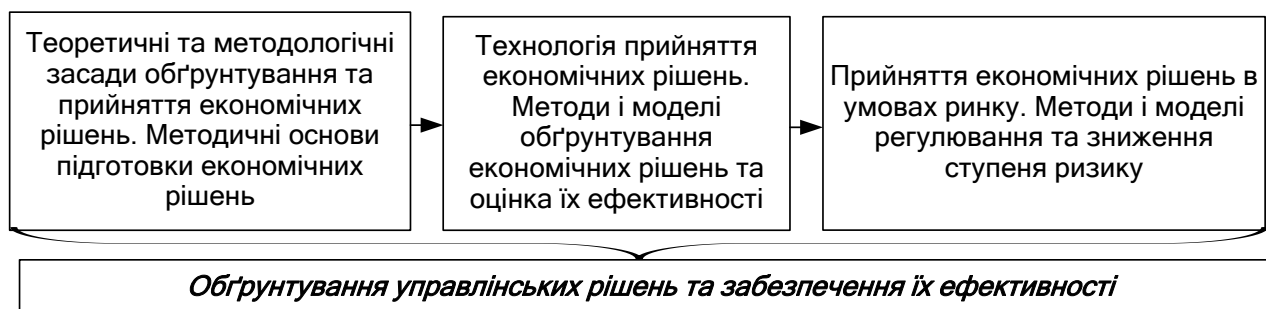 Теоретичні та методологічні
засади обґрунтування та
прийняття економічних
рішень. Методичні основи
підготовки економічних
рішень
Технологія прийняття
економічних рішень.
Методи і моделі
обґрунтування
економічних рішень та
оцінка їх ефективності
Прийняття економічних рішень в
умовах ринку. Методи і моделі
регулювання та зниження
ступеня ризику
Обґрунтування управлінських рішень та забезпечення їх ефективності